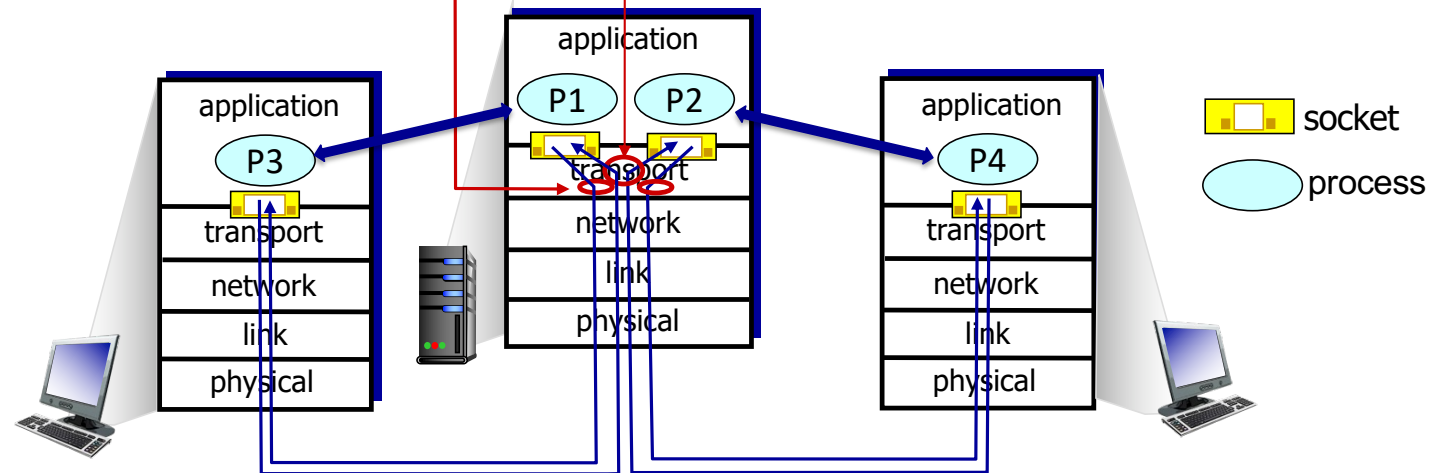 application
P3
transport
network
link
physical
application
P1
P2
transport
network
link
physical
application
P4
transport
network
link
physical
socket
process